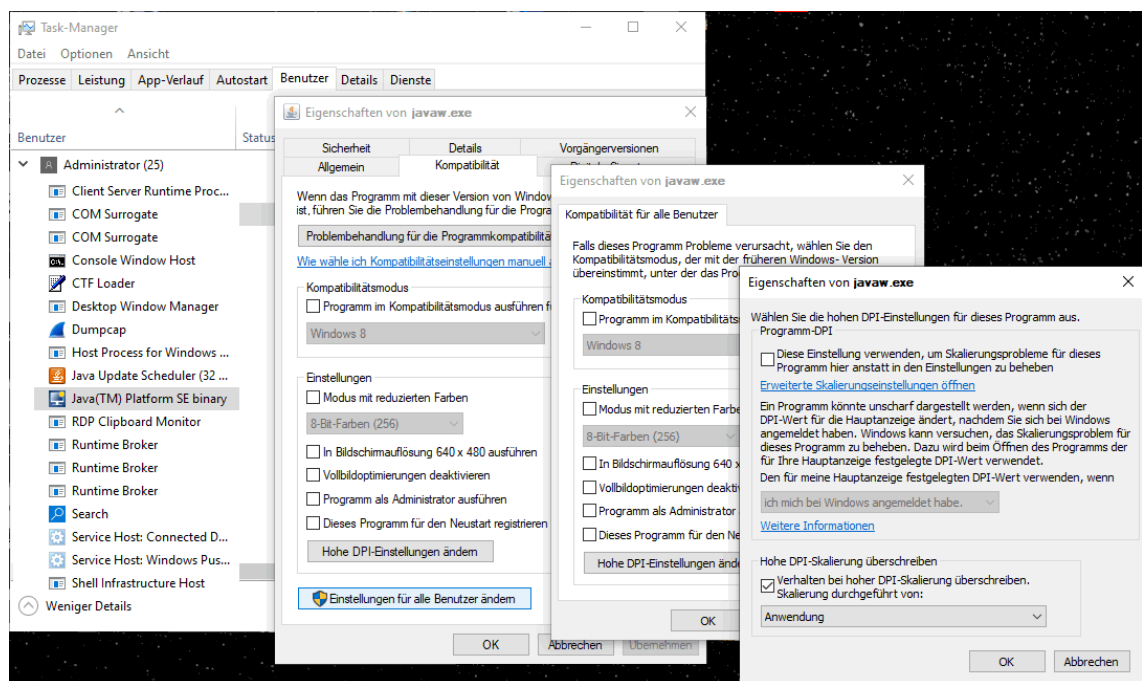 Task-Manager
Datei Optionen Ansicht
Prozesse Leistung App-Verlauf Autostart Benutzer Details Dienste
Benutzer
Status
A Administrator (25)
Client Server Runtime Proc...
COM Surrogate
COM Surrogate
Console Window Host
CTF Loader
Desktop Window Manager
Dumpcap
Host Process for Windows ...
Java Update Scheduler (32 ...
Java(TM) Platform SE binary
RDP Clipboard Monitor
Runtime Broker
Runtime Broker
Runtime Broker
Search
Service Host: Connected D...
Service Host: Windows Pus...
Shell Infrastructure Host
Weniger Details
Eigenschaften von javaw.exe
Sicherheit Details Vorgängerversionen
Allgemein Kompatibilität
Wenn das Programm mit dieser Version von Window
ist, führen Sie die Problembehandlung für die Progra
Problembehandlung für die Programmkompatibilitä
Wie wähle ich Kompatibilitätseinstellungen manuell
Kompatibilitätsmodus
Programm im Kompatibilitätsmodus ausführen f
Windows 8
Einstellungen
Modus mit reduzierten Farben
8-Bit-Farben (256)
In Bildschirmauflösung 640 x 480 ausführen
Vollbildoptimierungen deaktivieren
Programm als Administrator ausführen
Dieses Programm für den Neustart registrieren
Hohe DPI-Einstellungen ändern
Einstellungen für alle Benutzer ändern
OK Abbrechen Übernehmen
Eigenschaften von javaw.exe
Kompatibilität für alle Benutzer
Falls dieses Programm Probleme verursacht, wählen Sie den
Kompatibilitätsmodus, der mit der früheren Windows- Version
übereinstimmt, unter der das Pro
Kompatibilitätsmodus
Programm im Kompatibilitäts
Windows 8
Einstellungen
Modus mit reduzierten Farbe
8-Bit-Farben (256)
In Bildschirmauflösung 640 x
Vollbildoptimierungen deakti
Programm als Administrator
Dieses Programm für den Ne
Hohe DPI-Einstellungen ände
OK
Eigenschaften von javaw.exe
Wählen Sie die hohen DPI-Einstellungen für dieses Programm aus.
Programm-DPI
Diese Einstellung verwenden, um Skalierungsprobleme für dieses
Programm hier anstatt in den Einstellungen zu beheben
Erweiterte Skalierungseinstellungen öffnen
Ein Programm könnte unscharf dargestellt werden, wenn sich der
DPI-Wert für die Hauptanzeige ändert, nachdem Sie sich bei Windows
angemeldet haben. Windows kann versuchen, das Skalierungsproblem für
dieses Programm zu beheben. Dazu wird beim Öffnen des Programms der
für Ihre Hauptanzeige festgelegte DPI-Wert verwendet.
Den für meine Hauptanzeige festgelegten DPI-Wert verwenden, wenn
ich mich bei Windows angemeldet habe.
Weitere Informationen
Hohe DPI-Skalierung überschreiben
Verhalten bei hoher DPI-Skalierung überschreiben.
Skalierung durchgeführt von:
Anwendung
OK Abbrechen